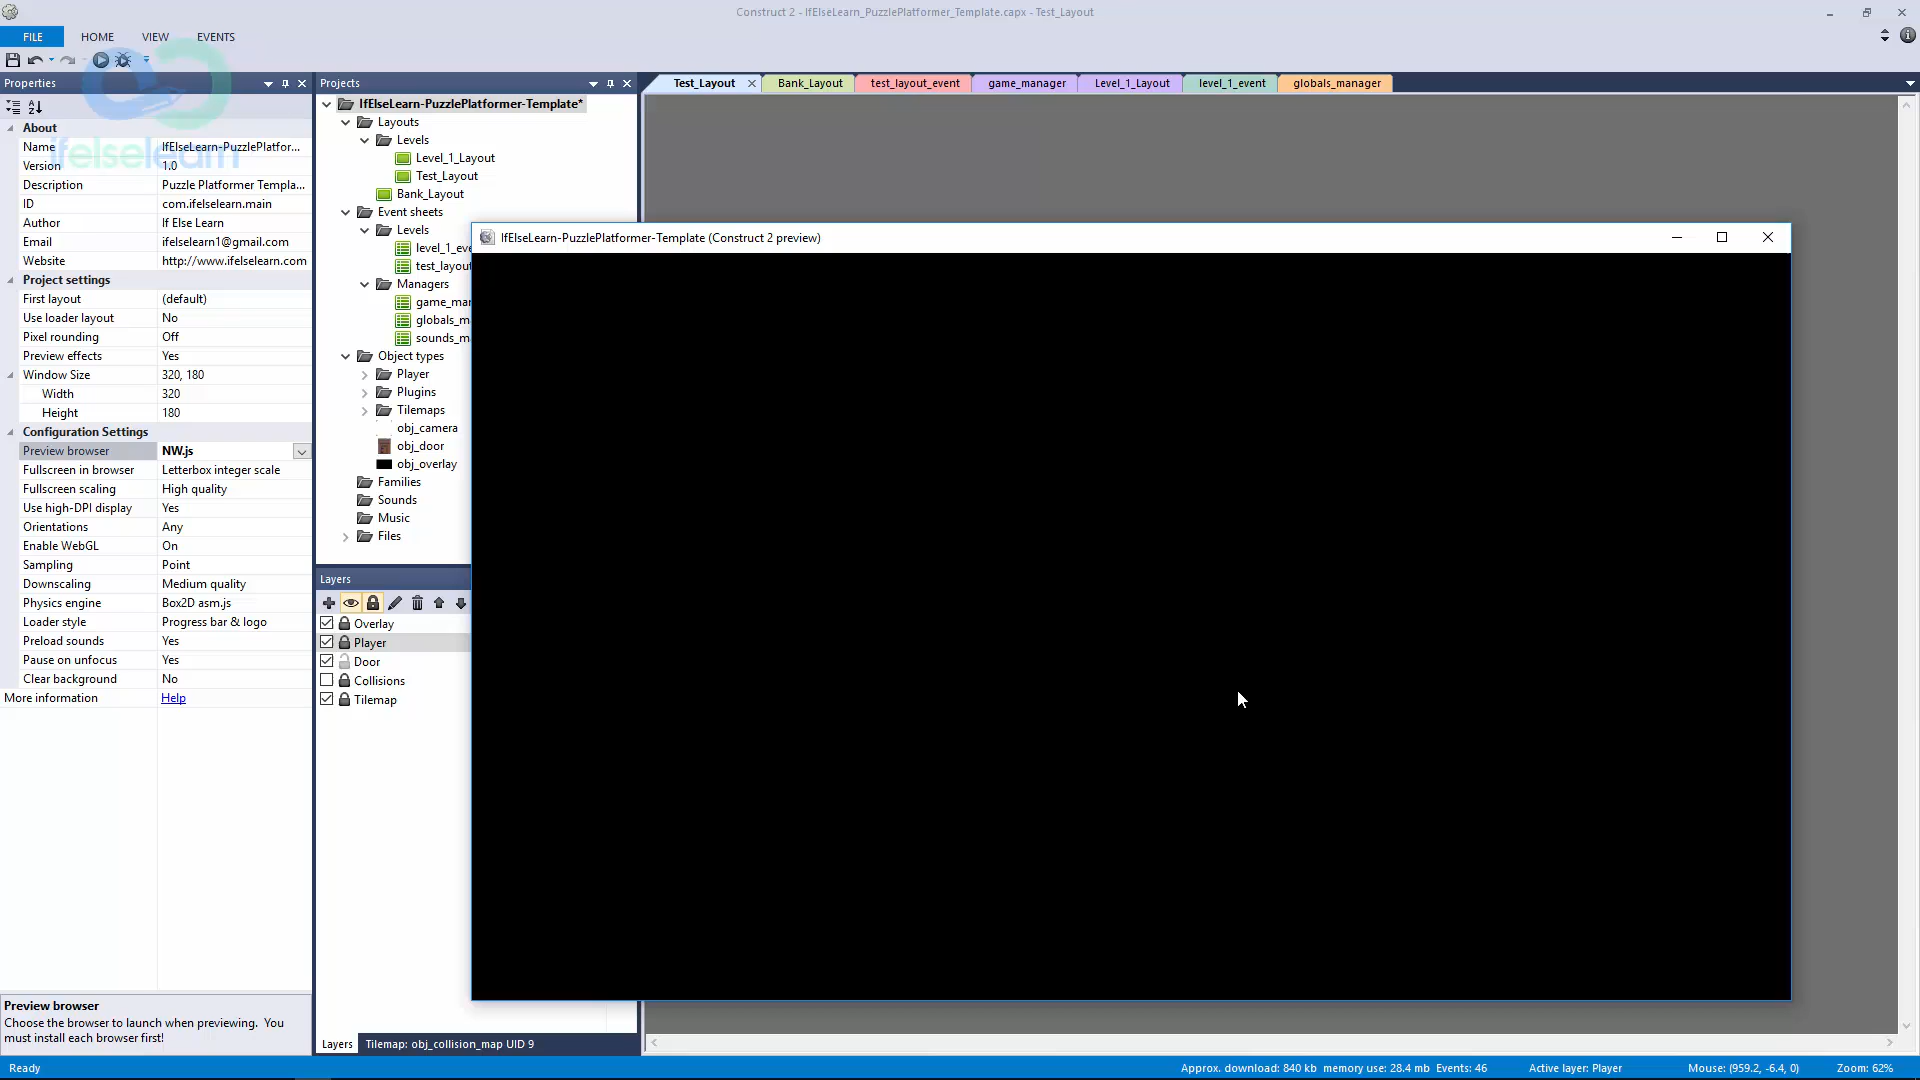 Construct 2 - IfElseLearn_PuzzlePlatformer_Template.capx - Test_Layout
FILE HOME VIEW EVENTS
Properties
About
Name IfElseLearn-PuzzlePlatfor...
Version 1.0
Description Puzzle Platformer Templa...
ID com.ifelselearn.main
Author If Else Learn
Email ifelselearn1@gmail.com
Website http://www.ifelselearn.com
Project settings
First layout (default)
Use loader layout No
Pixel rounding Off
Preview effects Yes
Window Size 320, 180
Width 320
Height 180
Configuration Settings
Preview browser NW.js
Fullscreen in browser Letterbox integer scale
Fullscreen scaling High quality
Use high-DPI display Yes
Orientations Any
Enable WebGL On
Sampling Point
Downscaling Medium quality
Physics engine Box2D asm.js
Loader style Progress bar & logo
Preload sounds Yes
Pause on unfocus Yes
Clear background No
More information Help
ifelselearn
Preview browser
Choose the browser to launch when previewing. You
must install each browser first!
Projects
IfElseLearn-PuzzlePlatformer-Template*
Layouts
Levels
Level_1_Layout
Test_Layout
Bank_Layout
Event sheets
Levels
level_1_eve
test_layout
Managers
game_ma
globals_m
sounds_m
Object types
Player
Plugins
Tilemaps
obj_camera
obj_door
obj_overlay
Families
Sounds
Music
Files
Layers
Overlay
Player
Door
Collisions
Tilemap
Layers Tilemap: obj_collision_map UID 9
Test_Layout Bank_Layout test_layout_event game_manager Level_1_Layout level_1_event globals_manager
IfElseLearn-PuzzlePlatformer-Template (Construct 2 preview)
Ready Approx. download: 840 kb memory use: 28.4 mb Events: 46 Active layer: Player Mouse: (959.2, -6.4, 0) Zoom: 62%